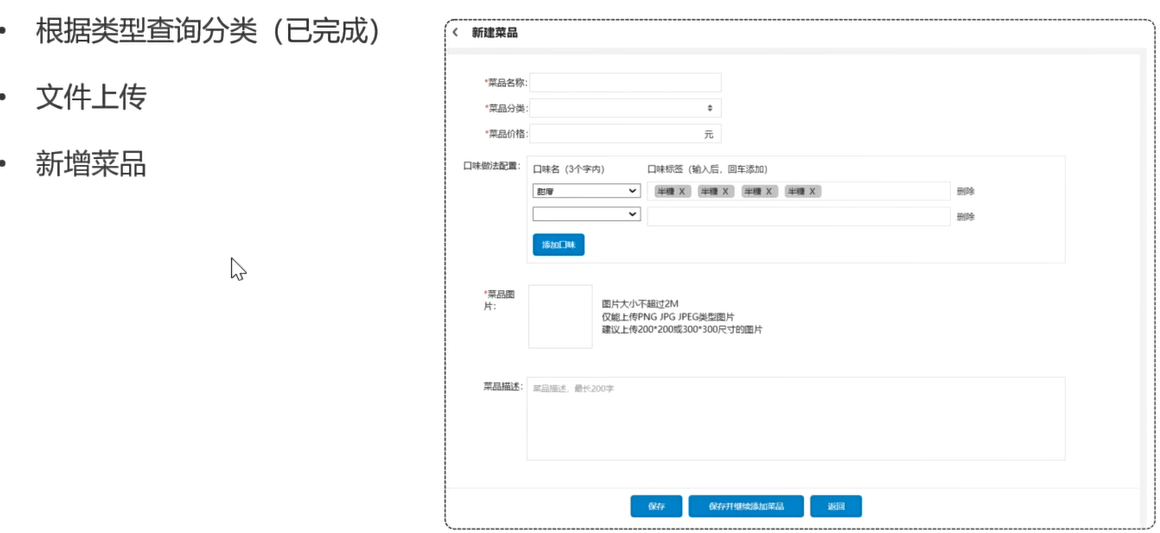 • 根据类型查询分类（已完成）
• 文件上传
• 新增菜品
新建菜品
*菜品名称:
*菜品分类:
*菜品价格: 元
口味做法配置:
口味名（3个字内） 口味标签（输入后，回车添加）
甜度 半糖 X 半糖 X 半糖 X 半糖 X 删除
删除
添加口味
*菜品图
片:
图片大小不超过2M
仅能上传PNG JPG JPEG类型图片
建议上传200*200或300*300尺寸的图片
菜品描述: 菜品描述，最长200字
保存 保存并继续添加菜品 返回